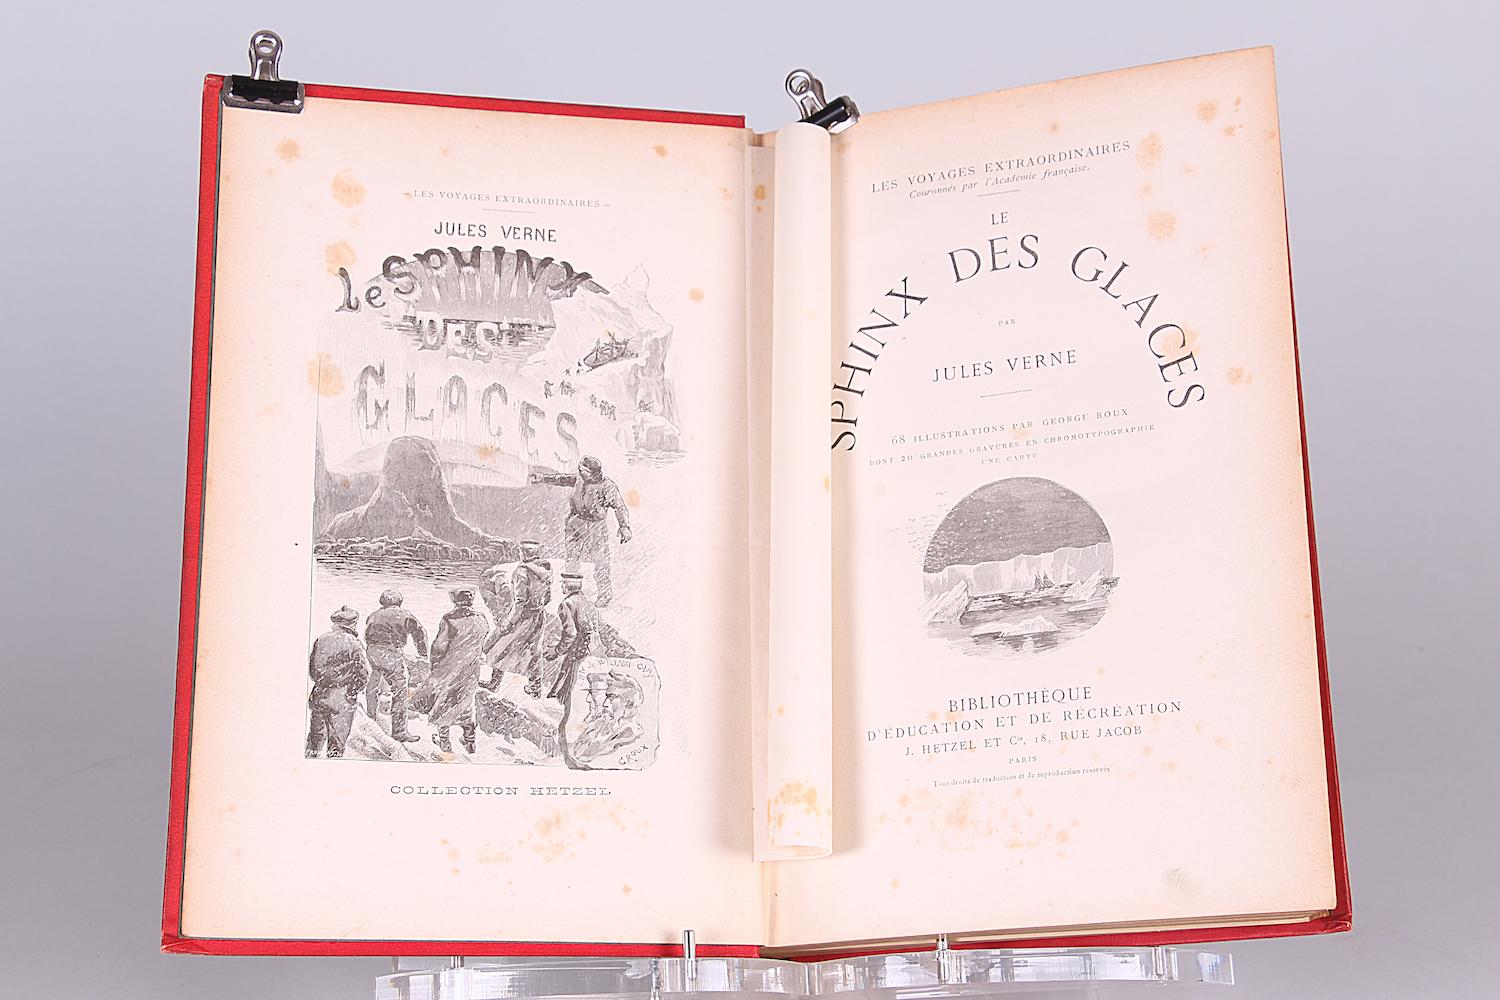 – LES VOYAGES EXTRAORDINAIRES –
JULES VERNE
le SPHINX
DES
GLACES
W. & WILLIAM GUY
G. ROUX
COLLECTION HETZEL
LES VOYAGES EXTRAORDINAIRES
Couronnés par l'Académie française.
LE
SPHINX DES GLACES
PAR
JULES VERNE
68 ILLUSTRATIONS PAR GEORGE ROUX
DONT 20 GRANDES GRAVURES EN CHROMOTYPOGRAPHIE
UNE CARTE
BIBLIOTHÈQUE
D'ÉDUCATION ET DE RÉCRÉATION
J. HETZEL ET Cie, 18, RUE JACOB
PARIS
Tous droits de traduction et de reproduction réservés